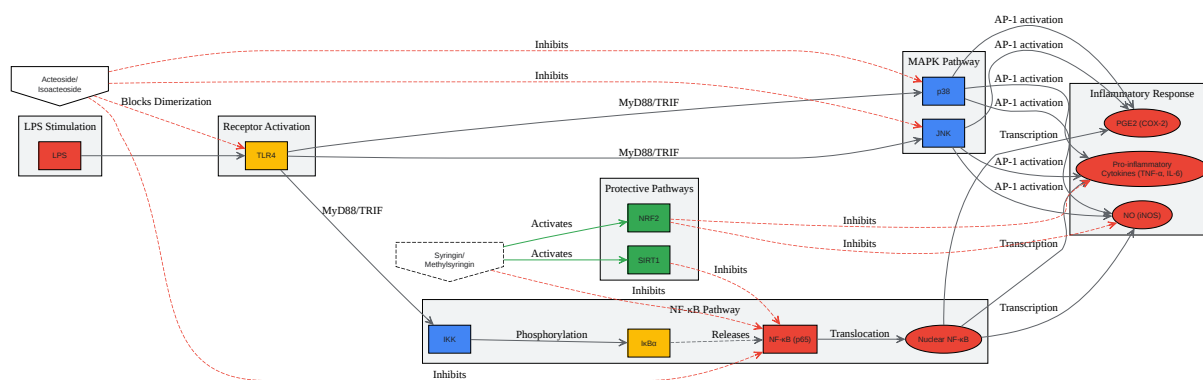 AP-1 activation
Inhibits
AP-1 activation
MAPK Pathway
Acteoside/
Isoacteoside
Inhibits
AP-1 activation
p38
Inflammatory Response
Blocks Dimerization
MyD88/TRIF
AP-1 activation
LPS Stimulation
Receptor Activation
JNK
PGE2 (COX-2)
Transcription
LPS
TLR4
MyD88/TRIF
AP-1 activation
Pro-inflammatory
Cytokines (TNF-α, IL-6)
Protective Pathways
AP-1 activation
MyD88/TRIF
NRF2
NO (iNOS)
Activates
Inhibits
Inhibits
Transcription
Syringin/
Methylsyringin
Activates
SIRT1
Inhibits
Inhibits
NF-κB Pathway
Transcription
IKK
Phosphorylation
IκBα
Releases
NF-κB (p65)
Translocation
Nuclear NF-κB
Inhibits